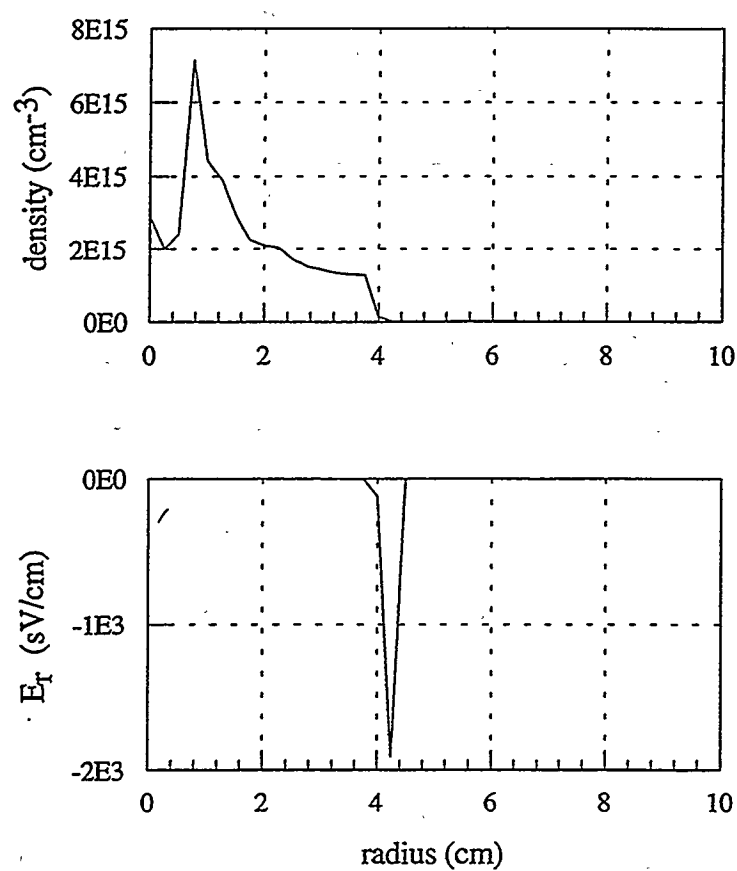 8E15
6E15
4E15
2E15
0E0
density (cm-3)
0 2 4 6 8 10
0E0
-1E3
-2E3
Er (sV/cm)
0 2 4 6 8 10
radius (cm)